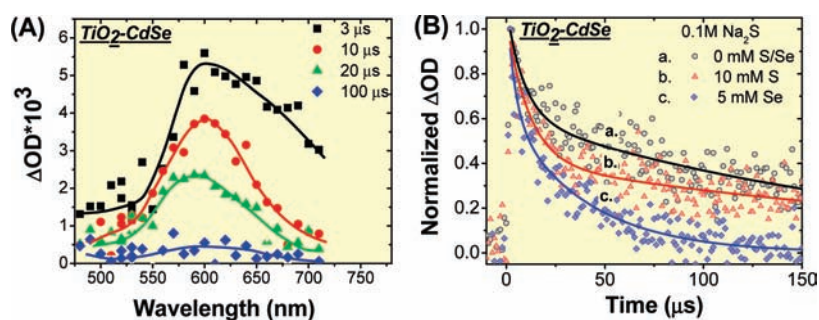 (A)
TiO2-CdSe
3 μs
10 μs
20 μs
100 μs
ΔOD*10^3
6
5
4
3
2
1
0
500 550 600 650 700 750
Wavelength (nm)
(B)
TiO2-CdSe
0.1M Na2S
a. 0 mM S/Se
b. 10 mM S
c. 5 mM Se
a.
b.
c.
Normalized ΔOD
1.0
0.8
0.6
0.4
0.2
0.0
0 50 100 150
Time (μs)